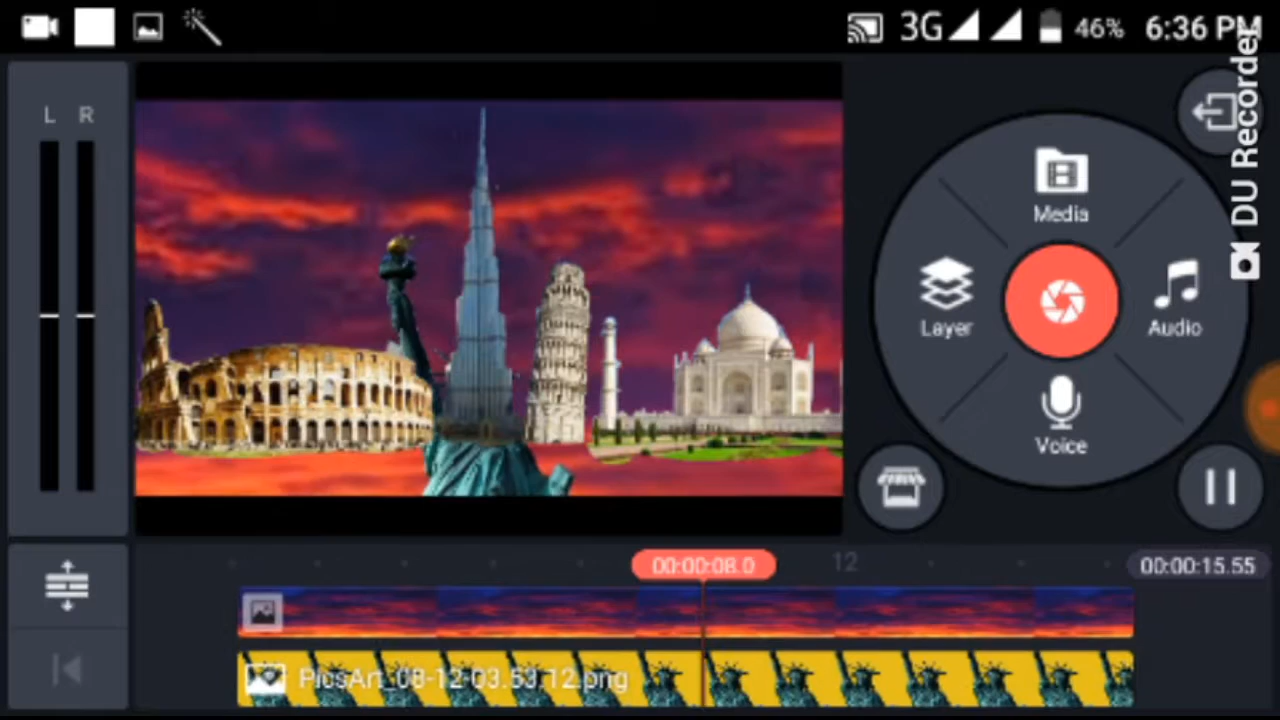 3G 46% 6:36 PM
DU Recorder
L R
Media
Layer
Audio
Voice
00:00:08.0
12
00:00:15.55
PicsArt_08-12-03.53.12.png